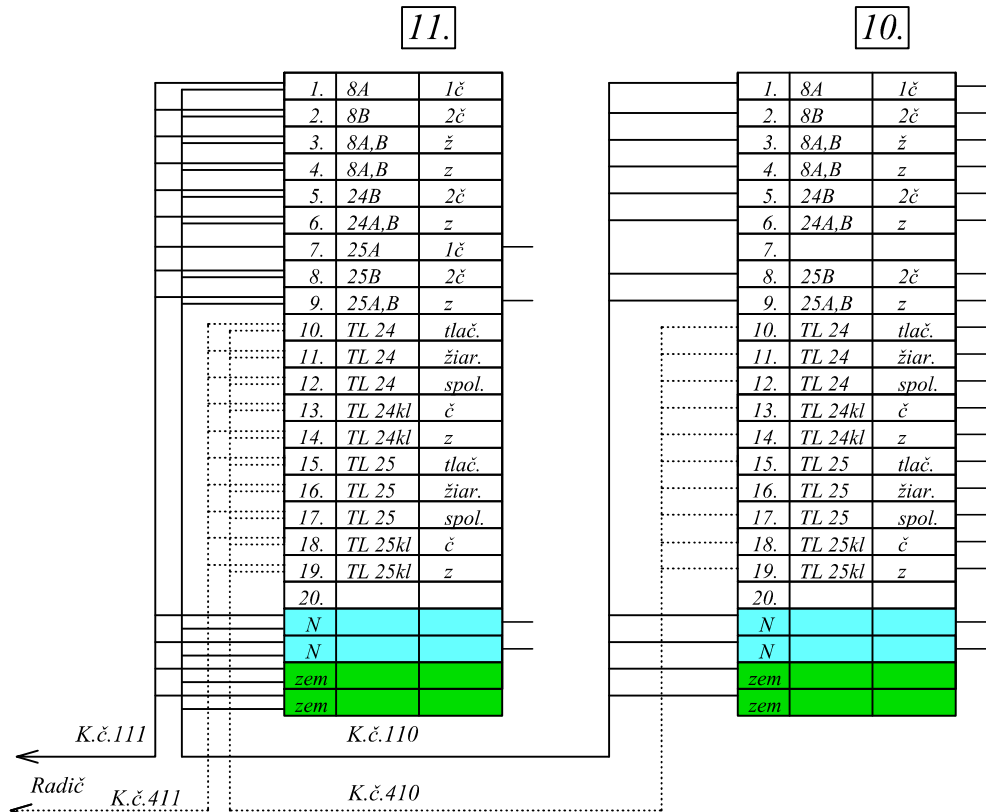 11.
10.
1. 8A 1č
2. 8B 2č
3. 8A,B ž
4. 8A,B z
5. 24B 2č
6. 24A,B z
7. 25A 1č
8. 25B 2č
9. 25A,B z
10. TL 24 tlač.
11. TL 24 žiar.
12. TL 24 spol.
13. TL 24kl č
14. TL 24kl z
15. TL 25 tlač.
16. TL 25 žiar.
17. TL 25 spol.
18. TL 25kl č
19. TL 25kl z
20.
N
N
zem
zem
1. 8A 1č
2. 8B 2č
3. 8A,B ž
4. 8A,B z
5. 24B 2č
6. 24A,B z
7.
8. 25B 2č
9. 25A,B z
10. TL 24 tlač.
11. TL 24 žiar.
12. TL 24 spol.
13. TL 24kl č
14. TL 24kl z
15. TL 25 tlač.
16. TL 25 žiar.
17. TL 25 spol.
18. TL 25kl č
19. TL 25kl z
20.
N
N
zem
zem
K.č.111
K.č.110
Radič
K.č.411
K.č.410